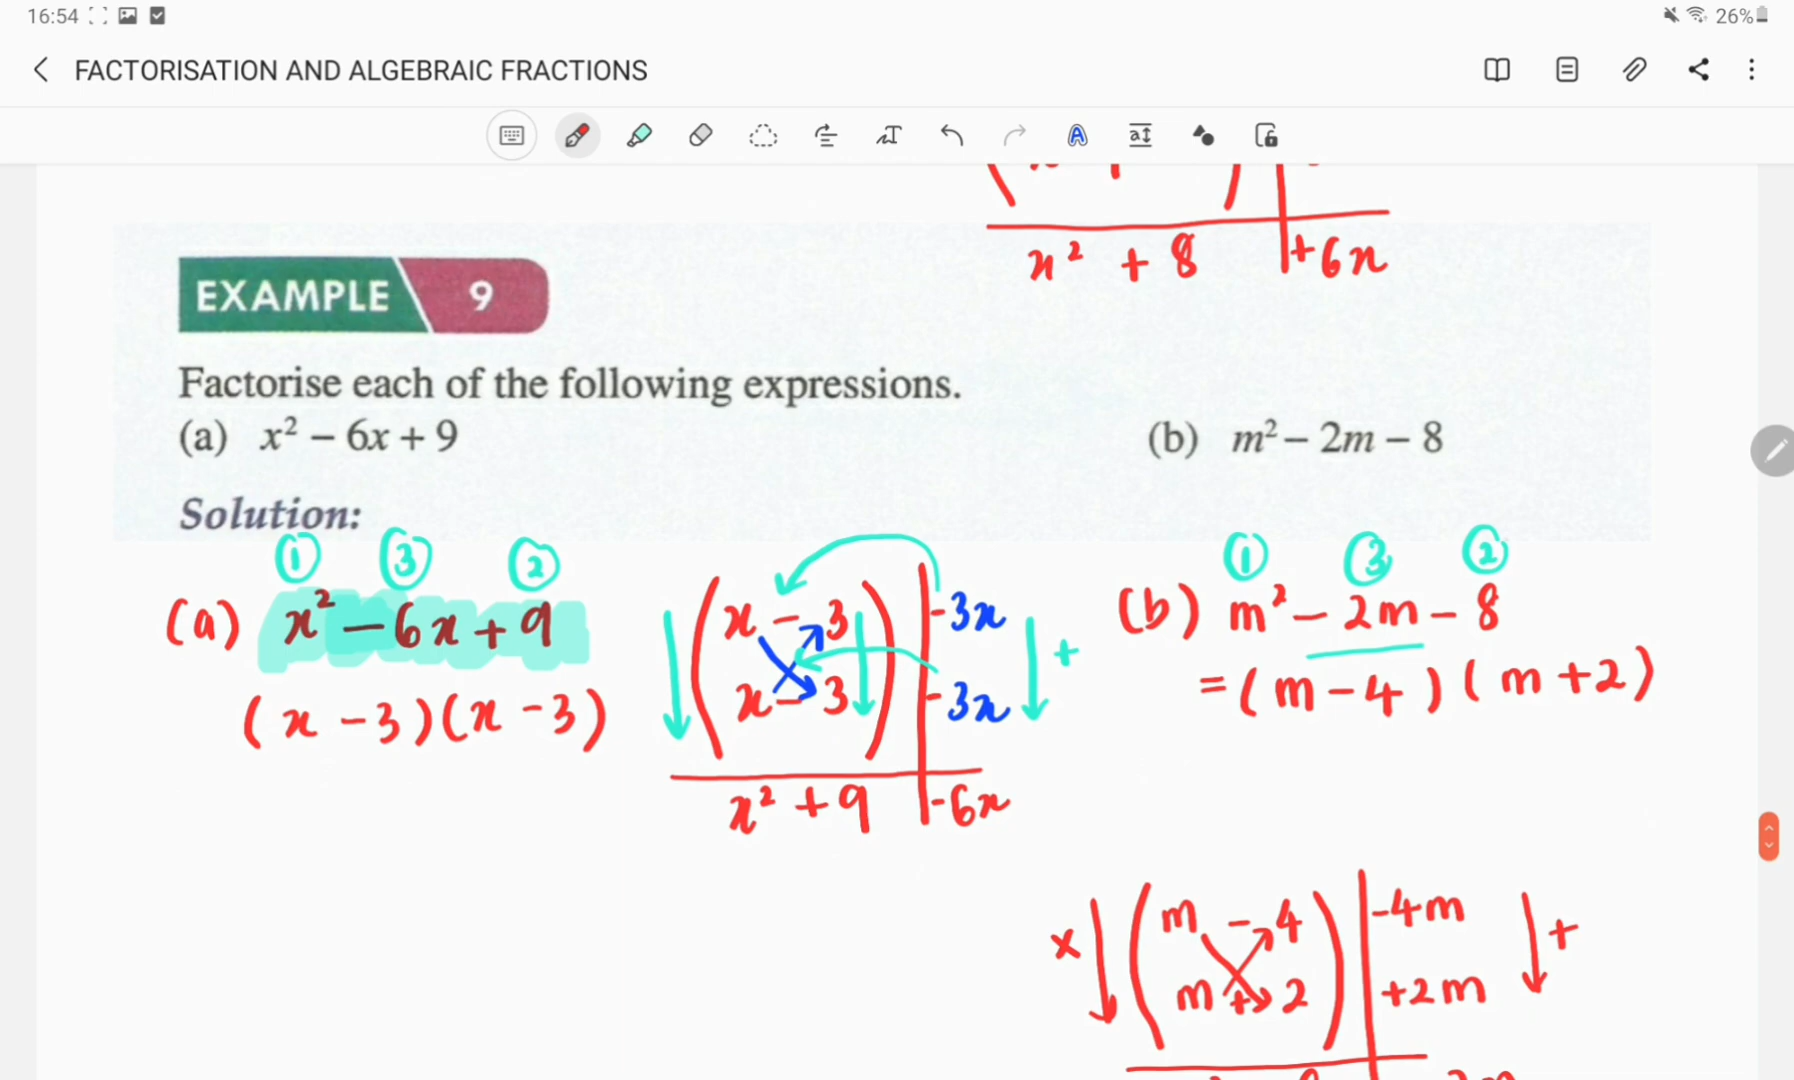 16:54 26%
FACTORISATION AND ALGEBRAIC FRACTIONS
x² + 8 +6x
EXAMPLE 9
Factorise each of the following expressions.
(a) x² – 6x + 9 (b) m² – 2m – 8
Solution:
① ③ ②
(a) x² – 6x + 9
(x – 3)(x – 3)
x – 3 -3x
x – 3 -3x +
x² + 9 -6x
① ③ ②
(b) m² – 2m – 8
= (m – 4)(m + 2)
× m – 4 -4m +
m + 2 +2m